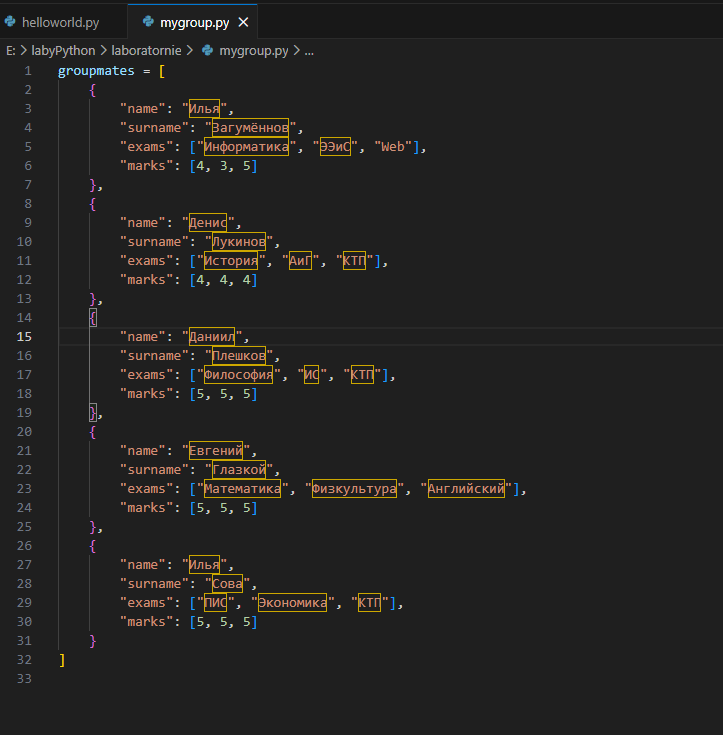 helloworld.py mygroup.py
E: > labyPython > laboratornie > mygroup.py > ...
1 groupmates = [
2 {
3 "name": "Илья",
4 "surname": "Загумённов",
5 "exams": ["Информатика", "ЭЭиС", "Web"],
6 "marks": [4, 3, 5]
7 },
8 {
9 "name": "Денис",
10 "surname": "Лукинов",
11 "exams": ["История", "АиГ", "КТП"],
12 "marks": [4, 4, 4]
13 },
14 {
15 "name": "Даниил",
16 "surname": "Плешков",
17 "exams": ["Философия", "ИС", "КТП"],
18 "marks": [5, 5, 5]
19 },
20 {
21 "name": "Евгений",
22 "surname": "Глазкой",
23 "exams": ["Математика", "Физкультура", "Английский"],
24 "marks": [5, 5, 5]
25 },
26 {
27 "name": "Илья",
28 "surname": "Сова",
29 "exams": ["ПИС", "Экономика", "КТП"],
30 "marks": [5, 5, 5]
31 }
32 ]
33